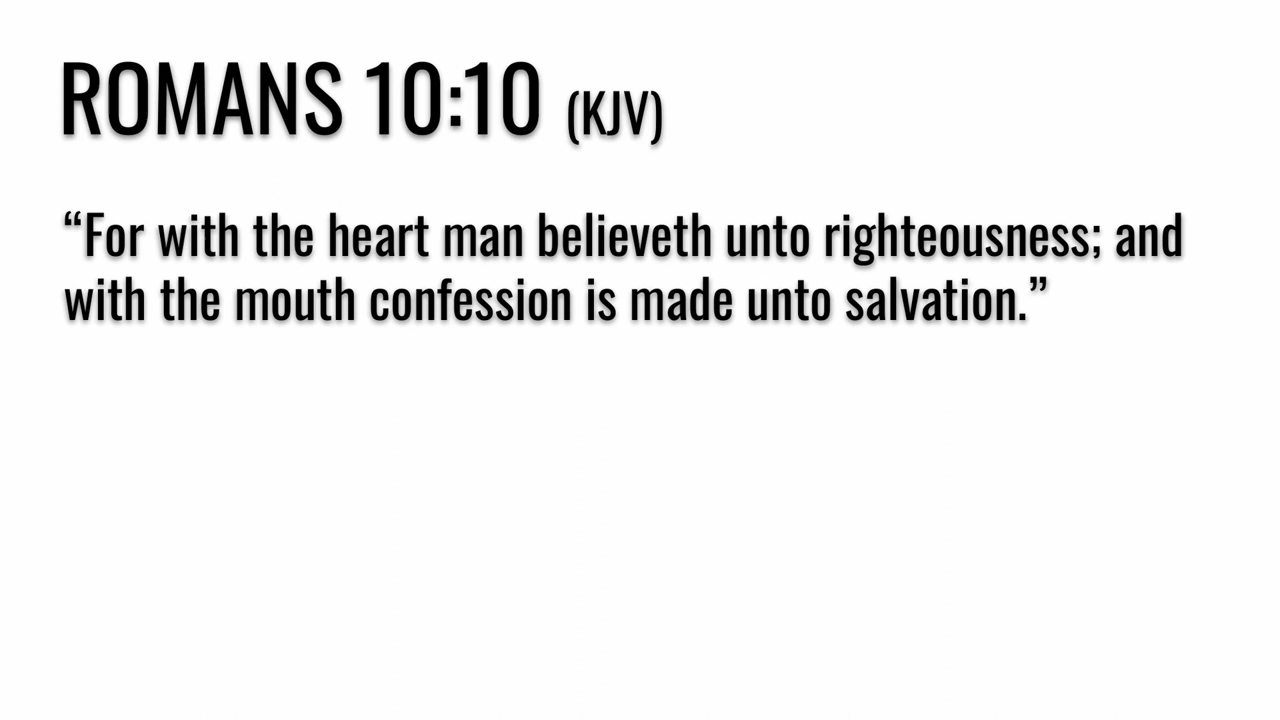 ROMANS 10:10 (KJV)
“For with the heart man believeth unto righteousness; and
with the mouth confession is made unto salvation.”